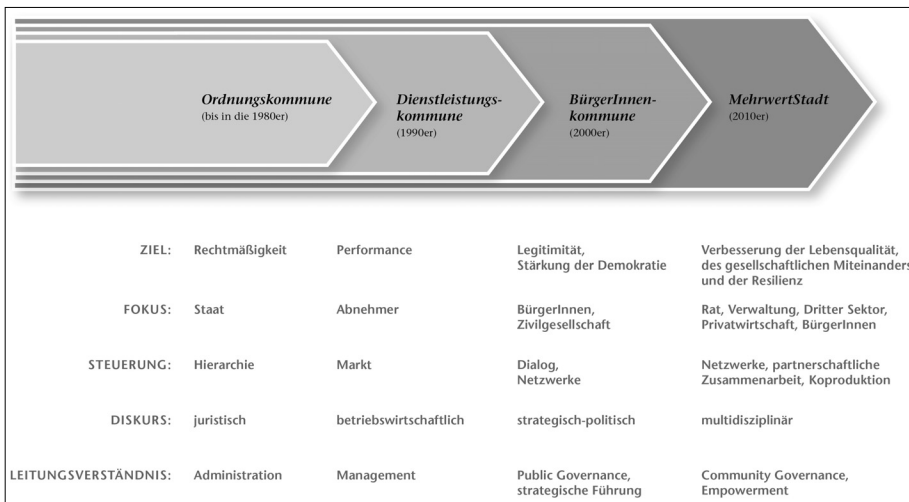 Ordnungskommune
(bis in die 1980er)
Dienstleistungs-
kommune
(1990er)
BürgerInnen-
kommune
(2000er)
MehrwertStadt
(2010er)
ZIEL: Rechtmäßigkeit Performance Legitimität, Verbesserung der Lebensqualität,
Stärkung der Demokratie des gesellschaftlichen Miteinanders
und der Resilienz
FOKUS: Staat Abnehmer BürgerInnen, Rat, Verwaltung, Dritter Sektor,
Zivilgesellschaft Privatwirtschaft, BürgerInnen
STEUERUNG: Hierarchie Markt Dialog, Netzwerke, partnerschaftliche
Netzwerke Zusammenarbeit, Koproduktion
DISKURS: juristisch betriebswirtschaftlich strategisch-politisch multidisziplinär
LEITUNGSVERSTÄNDNIS: Administration Management Public Governance, Community Governance,
strategische Führung Empowerment